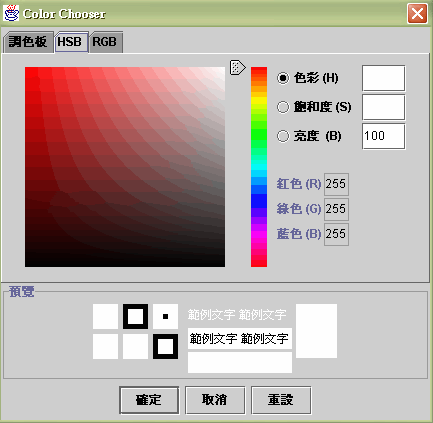 Color Chooser
調色板 HSB RGB
色彩 (H)
飽和度 (S)
亮度 (B) 100
紅色 (R) 255
綠色 (G) 255
藍色 (B) 255
預覽
範例文字 範例文字
範例文字 範例文字
確定 取消 重設